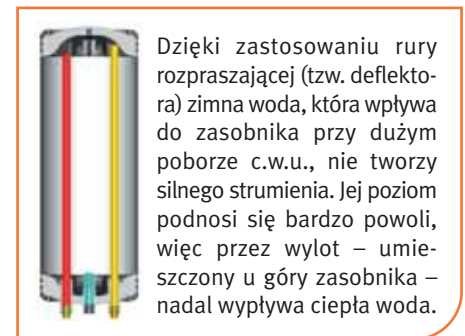 Dzięki zastosowaniu rury
rozpraszającej (tzw. deflekto-
ra) zimna woda, która wpływa
do zasobnika przy dużym
poborze c.w.u., nie tworzy
silnego strumienia. Jej poziom
podnosi się bardzo powoli,
więc przez wylot – umie-
szczony u góry zasobnika –
nadal wypływa ciepła woda.